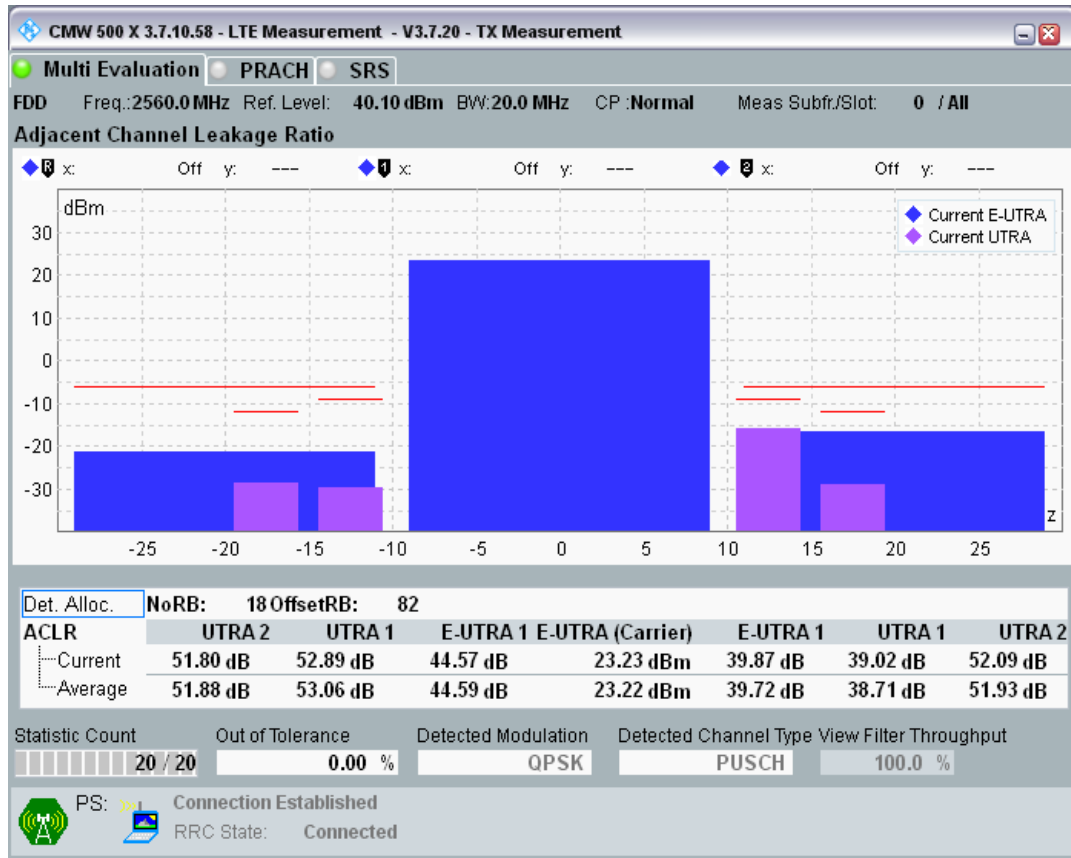 CMW 500 X 3.7.10.58 - LTE Measurement - V3.7.20 - TX Measurement
Multi Evaluation PRACH SRS
FDD Freq.:2560.0 MHz Ref. Level: 40.10 dBm BW:20.0 MHz CP :Normal Meas Subfr./Slot: 0 / All
Adjacent Channel Leakage Ratio
R x: Off y: --- 1 x: Off y: --- 2 x: Off y: ---
dBm
Current E-UTRA
Current UTRA
30
20
10
0
-10
-20
-30
z
-25 -20 -15 -10 -5 0 5 10 15 20 25
Det. Alloc. NoRB: 18 OffsetRB: 82
ACLR UTRA 2 UTRA 1 E-UTRA 1 E-UTRA (Carrier) E-UTRA 1 UTRA 1 UTRA 2
Current 51.80 dB 52.89 dB 44.57 dB 23.23 dBm 39.87 dB 39.02 dB 52.09 dB
Average 51.88 dB 53.06 dB 44.59 dB 23.22 dBm 39.72 dB 38.71 dB 51.93 dB
Statistic Count Out of Tolerance Detected Modulation Detected Channel Type View Filter Throughput
20 / 20 0.00 % QPSK PUSCH 100.0 %
PS: Connection Established
RRC State: Connected